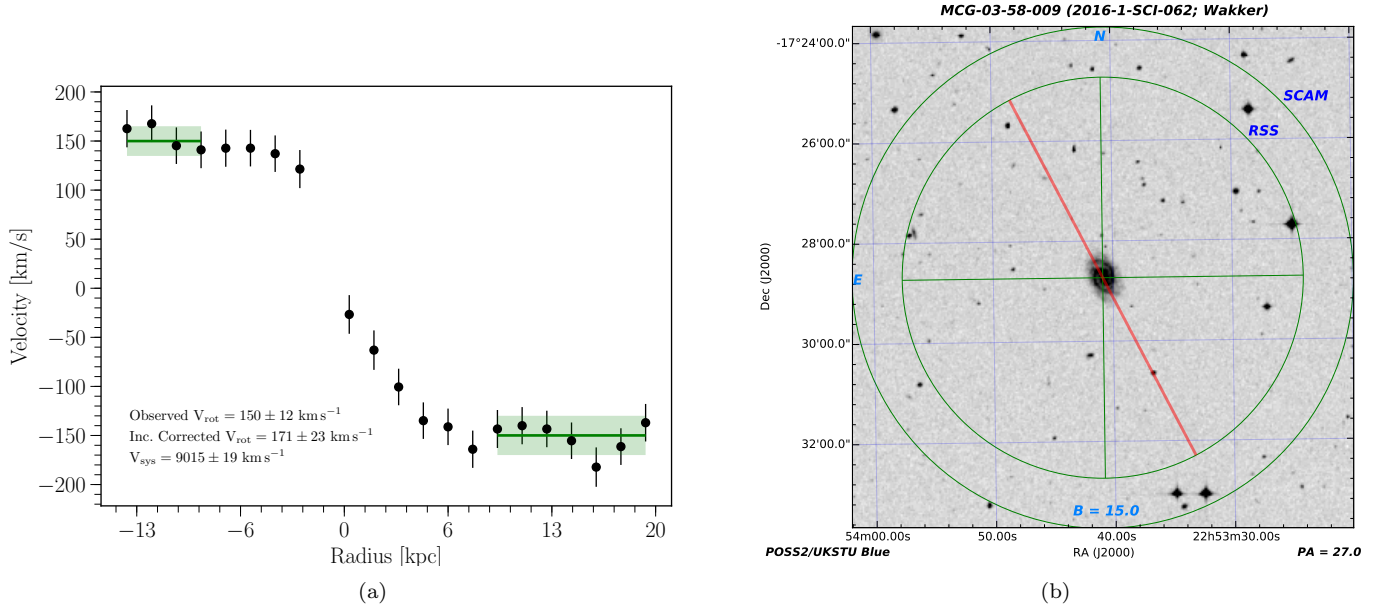 MCG-03-58-009 (2016-1-SCI-062; Wakker)
200
150
100
50
0
−50
−100
−150
−200
Velocity [km/s]
Observed Vrot = 150 ± 12 km s−1
Inc. Corrected Vrot = 171 ± 23 km s−1
Vsys = 9015 ± 19 km s−1
−13
−6
0
6
13
20
Radius [kpc]
(a)
-17°24'00.0"
26'00.0"
28'00.0"
30'00.0"
32'00.0"
Dec (J2000)
N
SCAM
RSS
E
B = 15.0
54m00.00s
50.00s
40.00s
22h53m30.00s
POSS2/UKSTU Blue
RA (J2000)
PA = 27.0
(b)